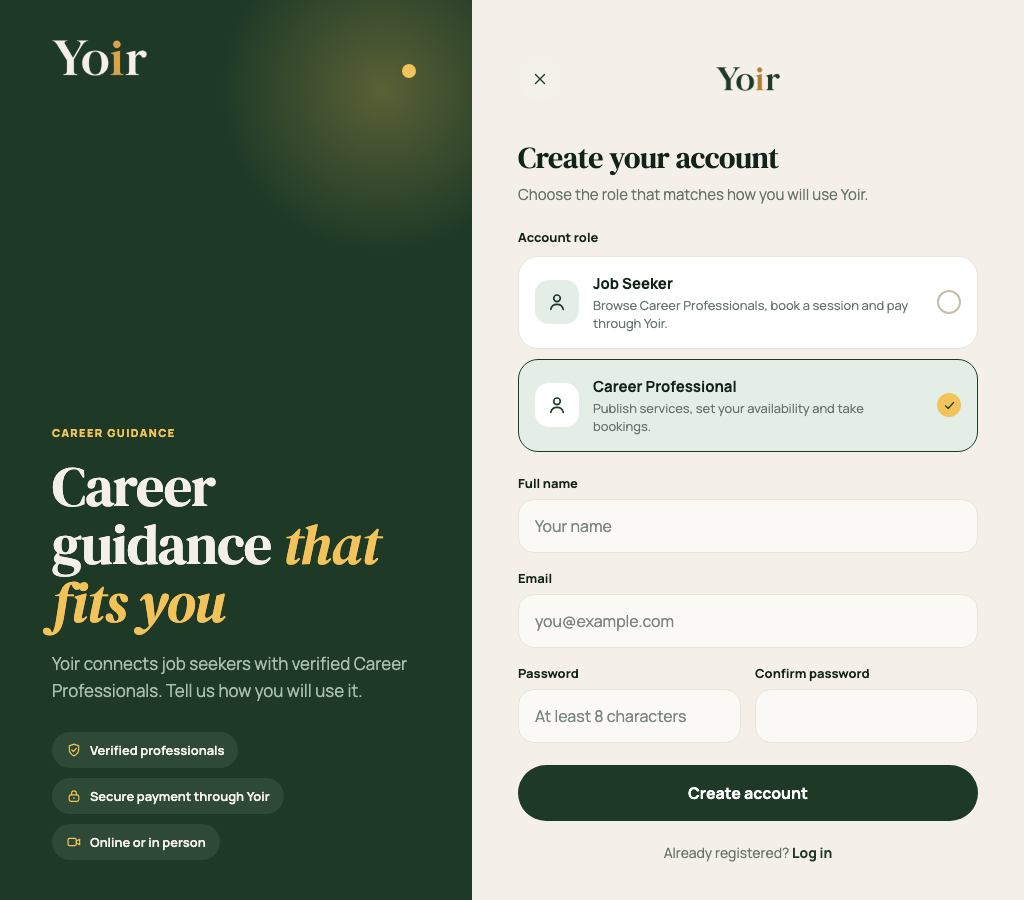 Yoir
CAREER GUIDANCE
Career
guidance that
fits you
Yoir connects job seekers with verified Career
Professionals. Tell us how you will use it.
Verified professionals
Secure payment through Yoir
Online or in person
Yoir
Create your account
Choose the role that matches how you will use Yoir.
Account role
Job Seeker
Browse Career Professionals, book a session and pay
through Yoir.
Career Professional
Publish services, set your availability and take
bookings.
Full name
Your name
Email
you@example.com
Password
Confirm password
At least 8 characters
Create account
Already registered? Log in